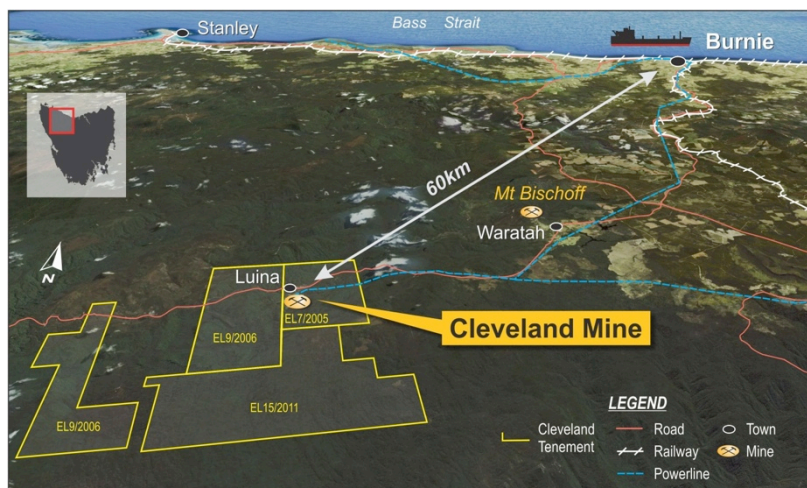 Bass Strait
Stanley
Burnie
60km
Mt Bischoff
Waratah
N
Luina
Cleveland Mine
EL7/2005
EL9/2006
EL9/2006
EL15/2011
LEGEND
Cleveland
Tenement
Road
Railway
Powerline
Town
Mine